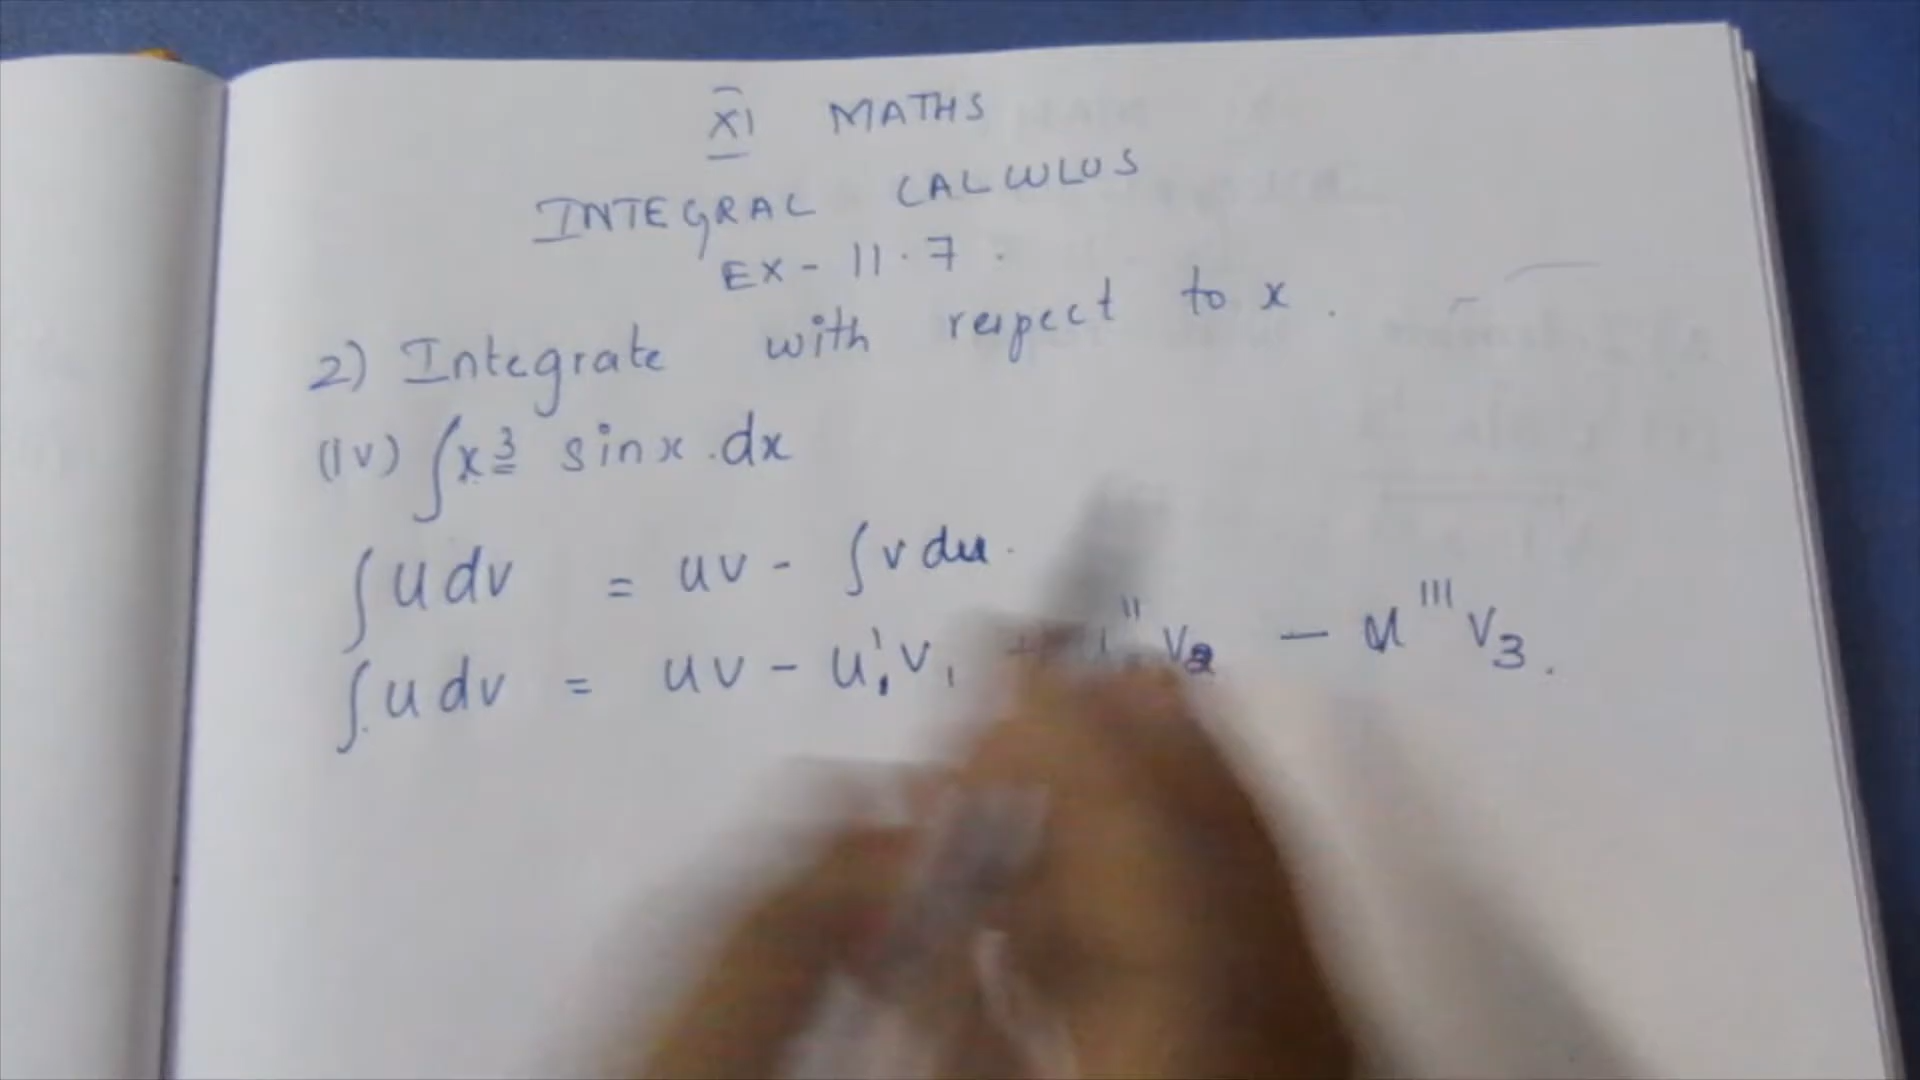 XI MATHS
INTEGRAL CALCULUS
EX - 11.7.
2) Integrate with respect to x.
(iv) ∫x³ sinx.dx
∫udv = uv - ∫vdu.
∫udv = uv - u'v₁ + u''v₂ - u'''v₃.